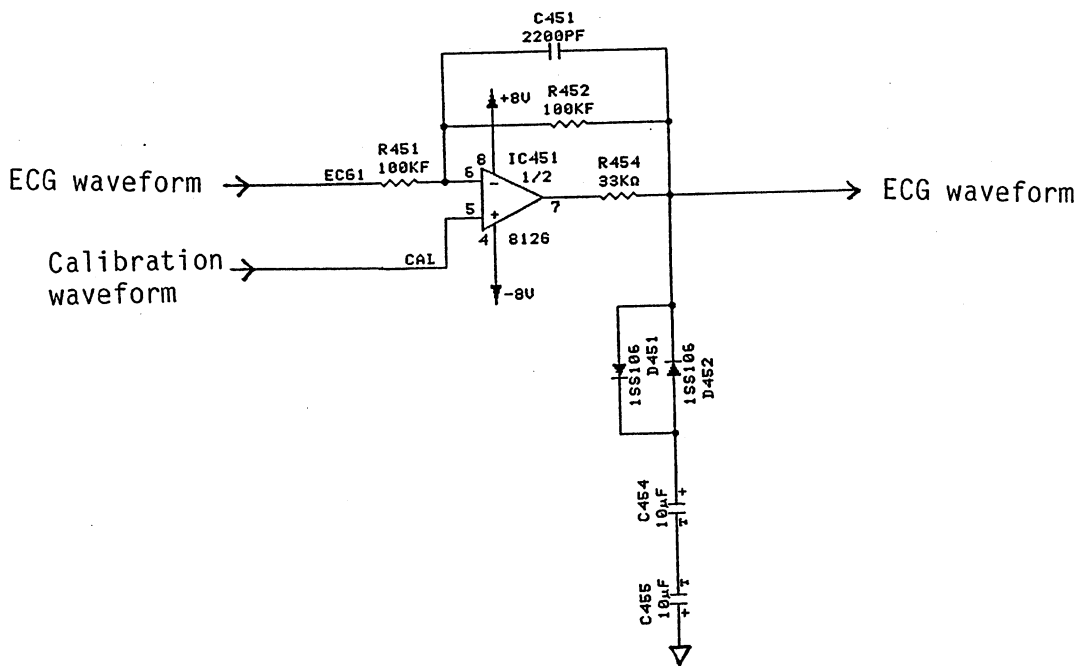 C451
2200PF
+8V
R452
100KF
R451
100KF
8
IC451
1/2
R454
33KΩ
ECG waveform
EC61
6
−
7
ECG waveform
5
+
4
8126
Calibration
waveform
CAL
-8V
1SS106
D451
1SS106
D452
C454
10µF
+
T
C455
10µF
T
+